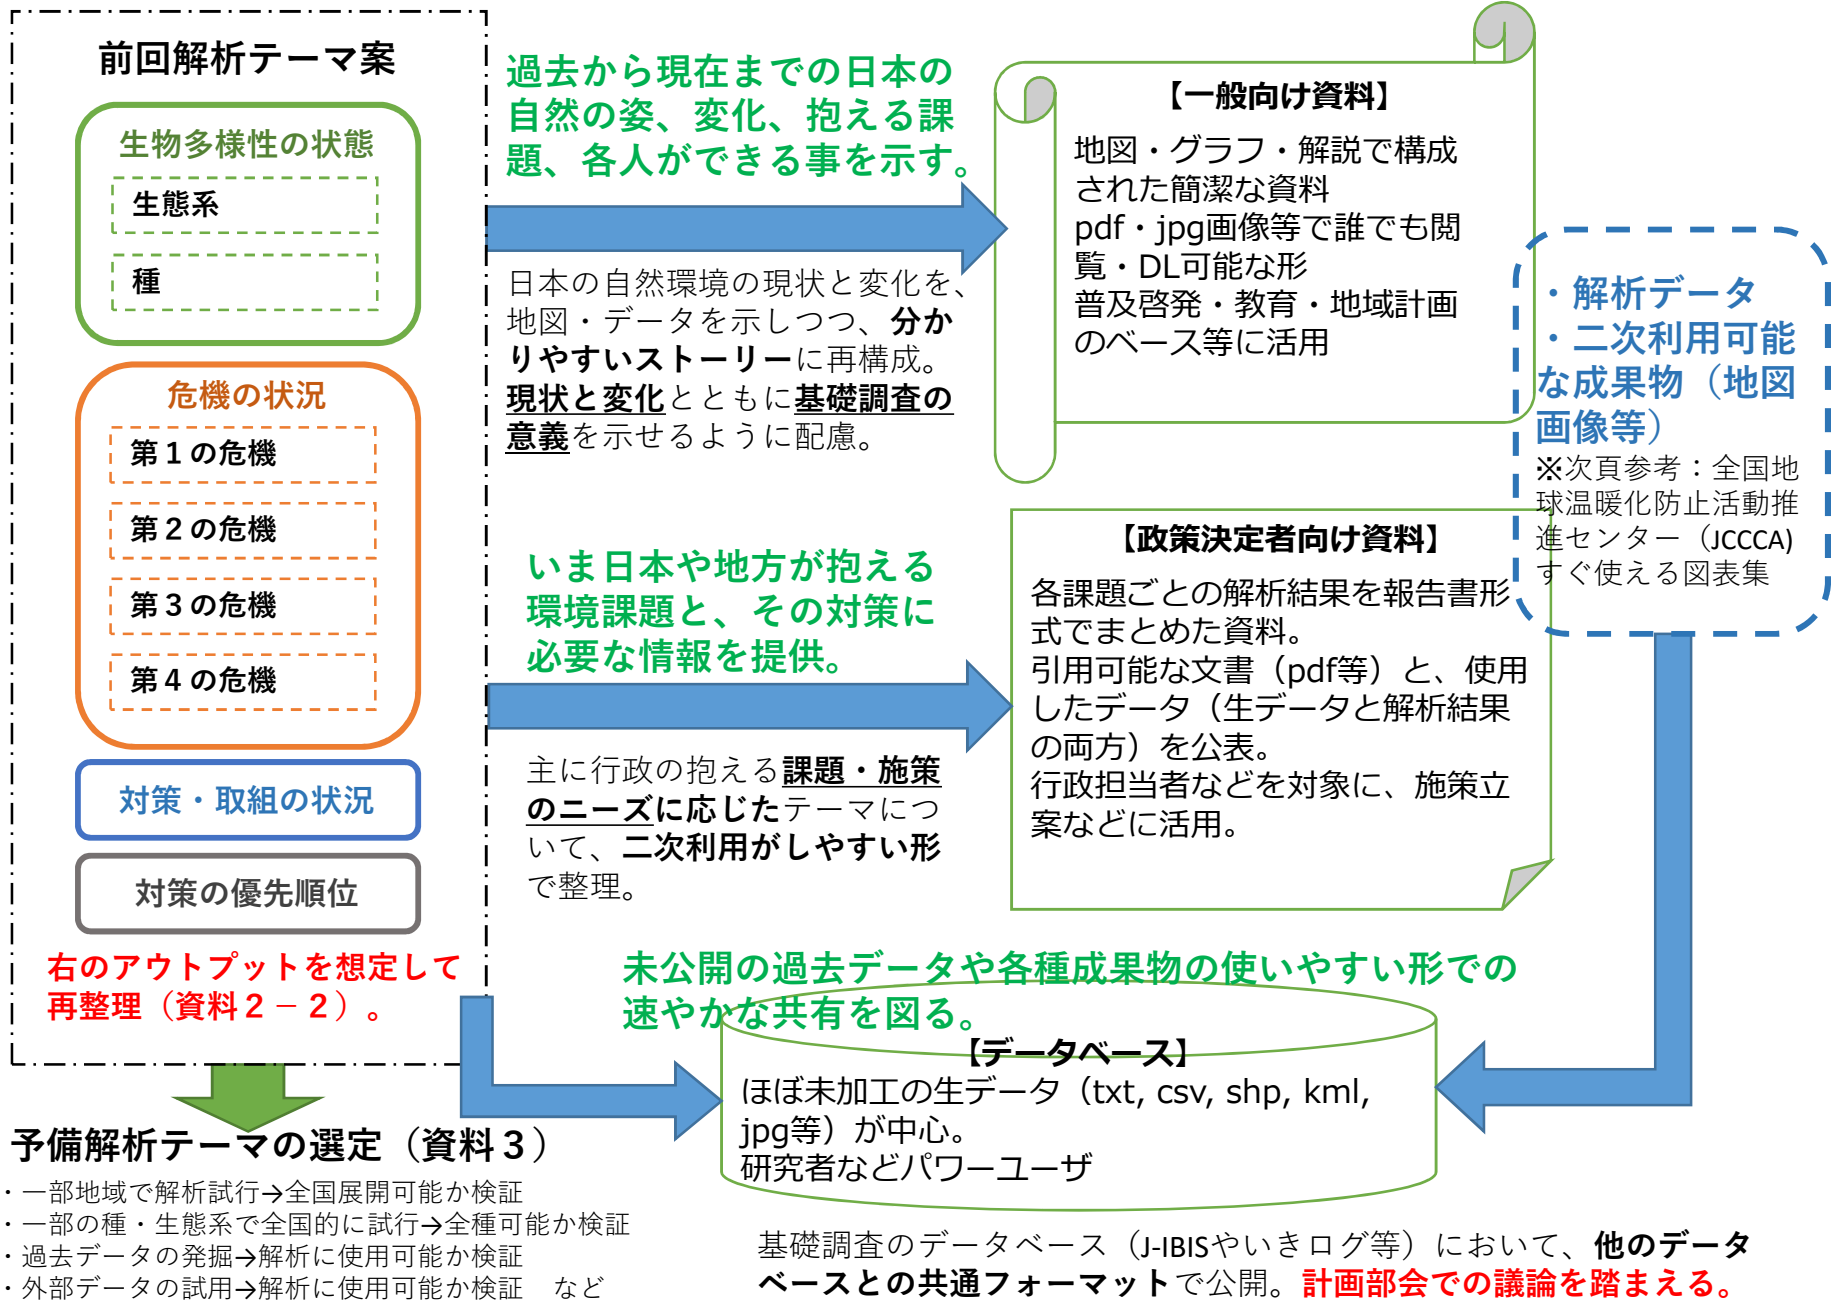 前回解析テーマ案
生物多様性の状態
生態系
種
危機の状況
第１の危機
第２の危機
第３の危機
第４の危機
対策・取組の状況
対策の優先順位
右のアウトプットを想定して
再整理（資料２－２）。
予備解析テーマの選定（資料３）
・一部地域で解析試行→全国展開可能か検証
・一部の種・生態系で全国的に試行→全種可能か検証
・過去データの発掘→解析に使用可能か検証
・外部データの試用→解析に使用可能か検証　など
過去から現在までの日本の
自然の姿、変化、抱える課
題、各人ができる事を示す。
日本の自然環境の現状と変化を、
地図・データを示しつつ、分か
りやすいストーリーに再構成。
現状と変化とともに基礎調査の
意義を示せるように配慮。
【一般向け資料】
地図・グラフ・解説で構成
された簡潔な資料
pdf・jpg画像等で誰でも閲
覧・DL可能な形
普及啓発・教育・地域計画
のベース等に活用
・解析データ
・二次利用可能
な成果物（地図
画像等）
※次頁参考：全国地
球温暖化防止活動推
進センター（JCCCA)
すぐ使える図表集
いま日本や地方が抱える
環境課題と、その対策に
必要な情報を提供。
主に行政の抱える課題・施策
のニーズに応じたテーマにつ
いて、二次利用がしやすい形
で整理。
【政策決定者向け資料】
各課題ごとの解析結果を報告書形
式でまとめた資料。
引用可能な文書（pdf等）と、使用
したデータ（生データと解析結果
の両方）を公表。
行政担当者などを対象に、施策立
案などに活用。
未公開の過去データや各種成果物の使いやすい形での
速やかな共有を図る。
【データベース】
ほぼ未加工の生データ（txt, csv, shp, kml,
jpg等）が中心。
研究者などパワーユーザ
基礎調査のデータベース（J-IBISやいきログ等）において、他のデータ
ベースとの共通フォーマットで公開。計画部会での議論を踏まえる。